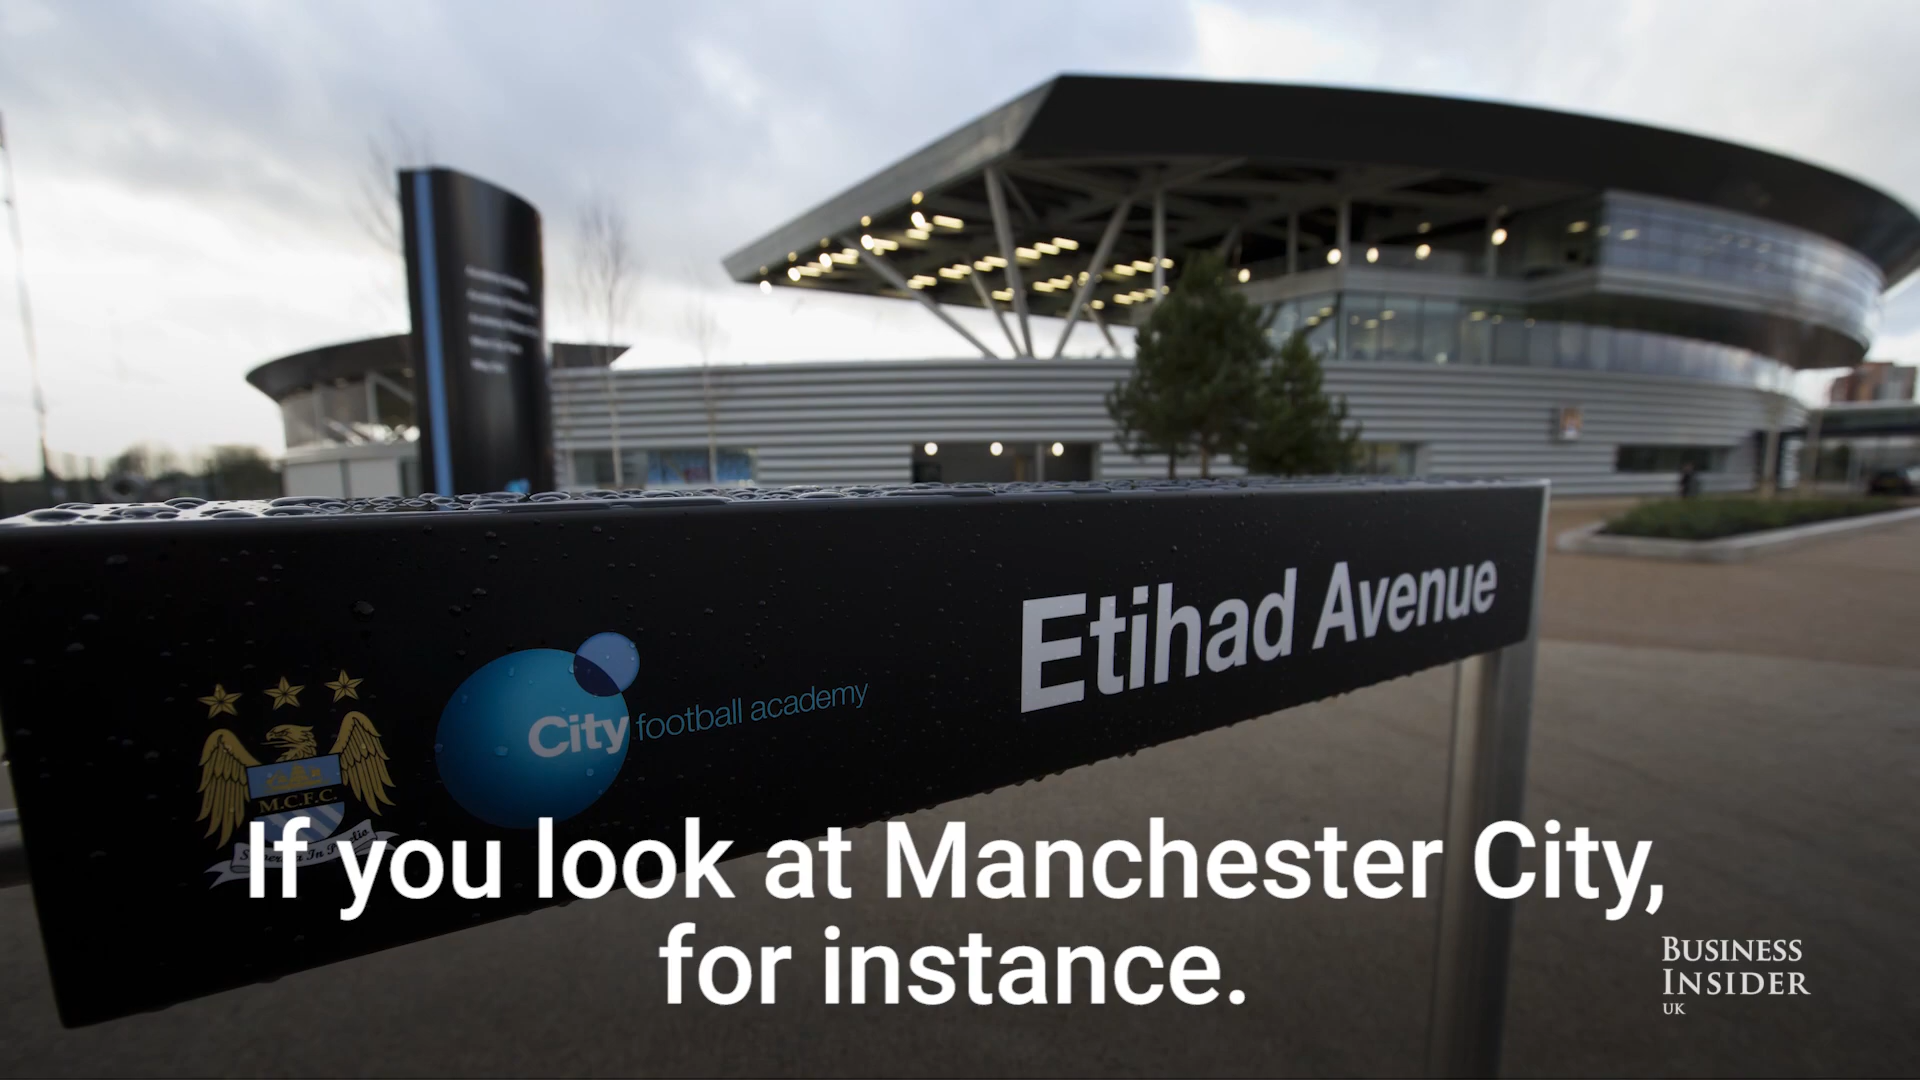 Etihad Avenue
City football academy
M.C.F.C.
If you look at Manchester City,
for instance.
BUSINESS
INSIDER
UK